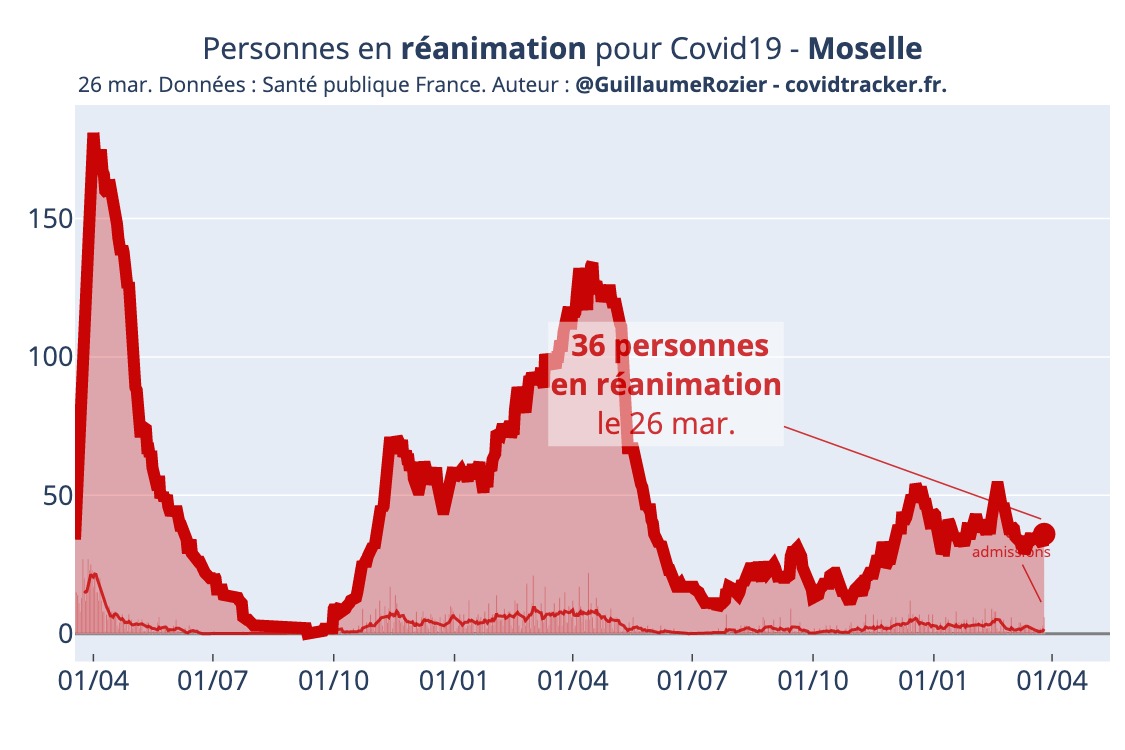 Personnes en réanimation pour Covid19 - Moselle
26 mar. Données : Santé publique France. Auteur : @GuillaumeRozier - covidtracker.fr.
150
100
50
0
36 personnes
en réanimation
le 26 mar.
admissions
01/04 01/07 01/10 01/01 01/04 01/07 01/10 01/01 01/04